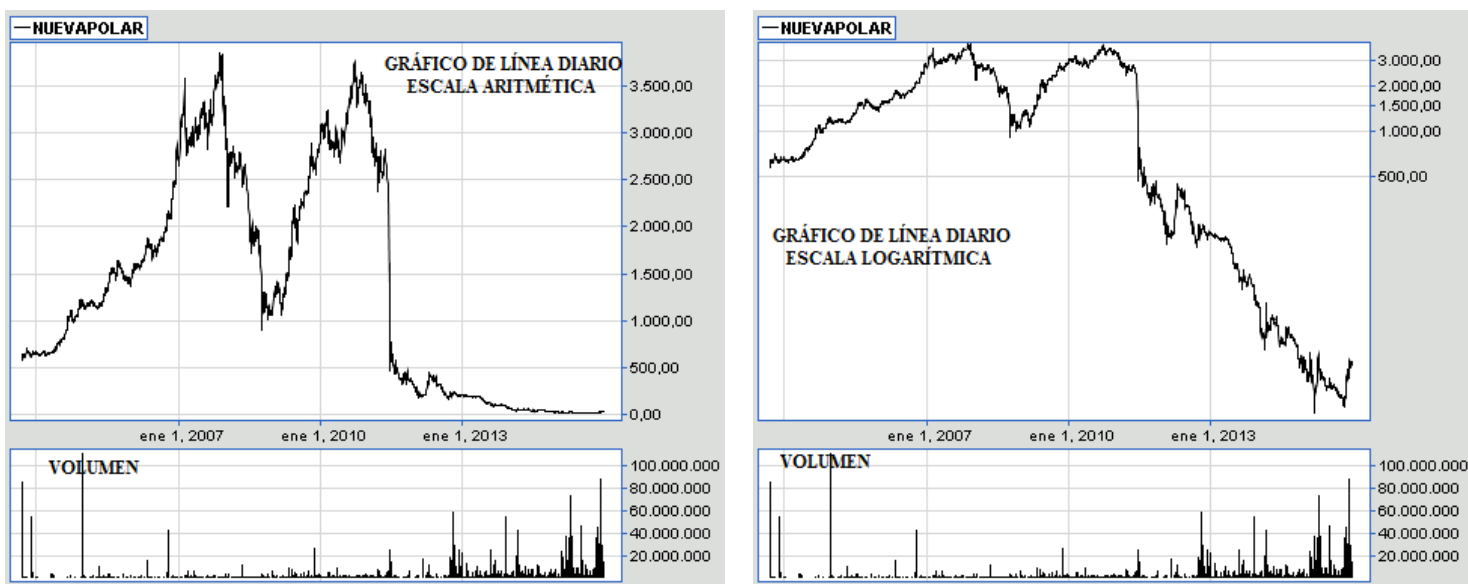 NUEVAPOLAR
GRÁFICO DE LÍNEA DIARIO
ESCALA ARITMÉTICA
3.500,00
3.000,00
2.500,00
2.000,00
1.500,00
1.000,00
500,00
0,00
ene 1, 2007
ene 1, 2010
ene 1, 2013
VOLUMEN
100.000.000
80.000.000
60.000.000
40.000.000
20.000.000
NUEVAPOLAR
3.000,00
2.000,00
1.500,00
1.000,00
500,00
GRÁFICO DE LÍNEA DIARIO
ESCALA LOGARÍTMICA
ene 1, 2007
ene 1, 2010
ene 1, 2013
VOLUMEN
100.000.000
80.000.000
60.000.000
40.000.000
20.000.000